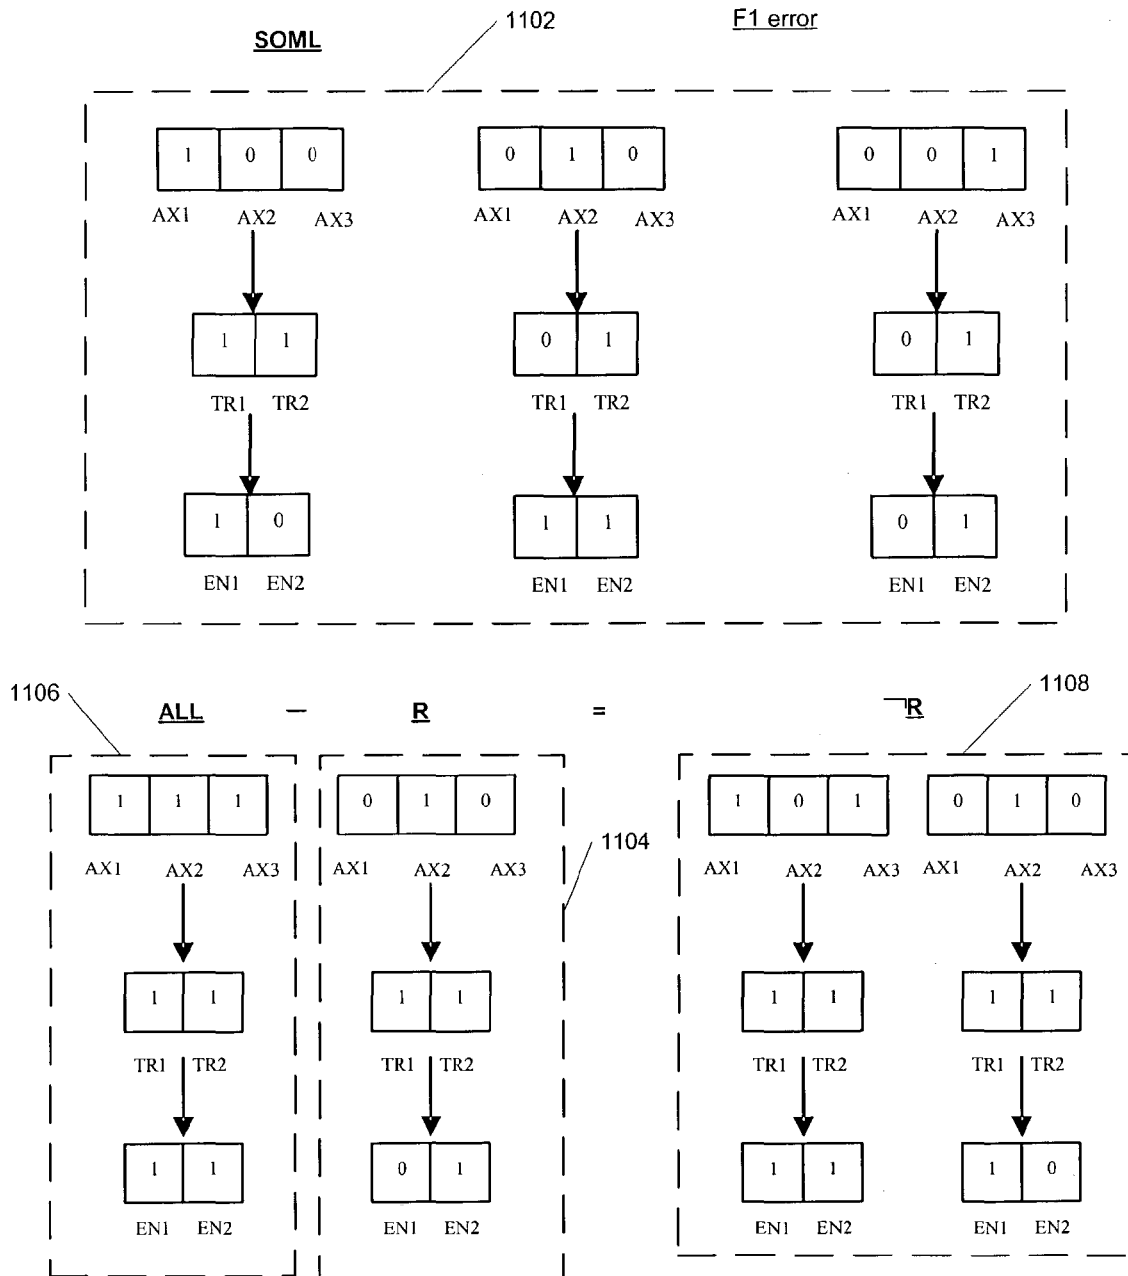 1102
F1 error
SOML
1 0 0
0 1 0
0 0 1
AX1 AX2 AX3
AX1 AX2 AX3
AX1 AX2 AX3
1 1
0 1
0 1
TR1 TR2
TR1 TR2
TR1 TR2
1 0
1 1
0 1
EN1 EN2
EN1 EN2
EN1 EN2
1106
1108
ALL — R = ¬R
1 1 1
0 1 0
1 0 1
0 1 0
1104
AX1 AX2 AX3
AX1 AX2 AX3
AX1 AX2 AX3
AX1 AX2 AX3
1 1
1 1
1 1
1 1
TR1 TR2
TR1 TR2
TR1 TR2
TR1 TR2
1 1
0 1
1 1
1 0
EN1 EN2
EN1 EN2
EN1 EN2
EN1 EN2